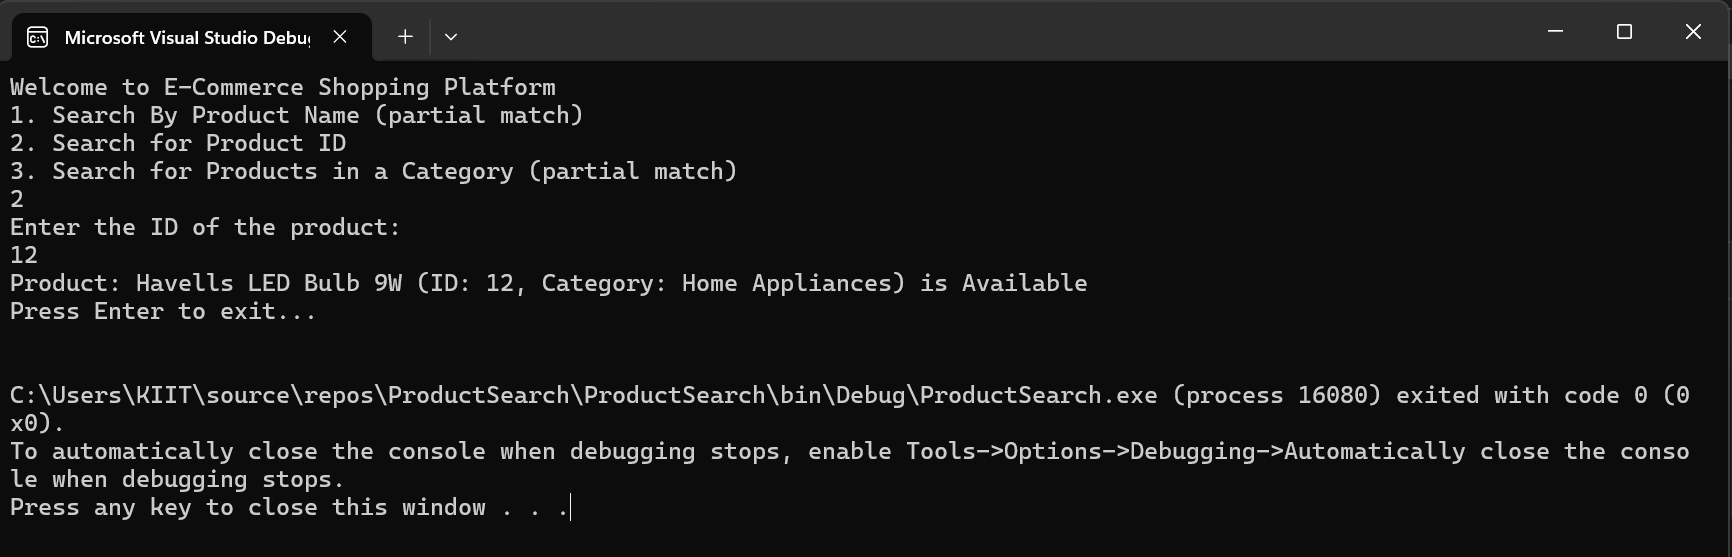 Microsoft Visual Studio Debu
Welcome to E-Commerce Shopping Platform
1. Search By Product Name (partial match)
2. Search for Product ID
3. Search for Products in a Category (partial match)
2
Enter the ID of the product:
12
Product: Havells LED Bulb 9W (ID: 12, Category: Home Appliances) is Available
Press Enter to exit...
C:\Users\KIIT\source\repos\ProductSearch\ProductSearch\bin\Debug\ProductSearch.exe (process 16080) exited with code 0 (0
x0).
To automatically close the console when debugging stops, enable Tools->Options->Debugging->Automatically close the conso
le when debugging stops.
Press any key to close this window . . .